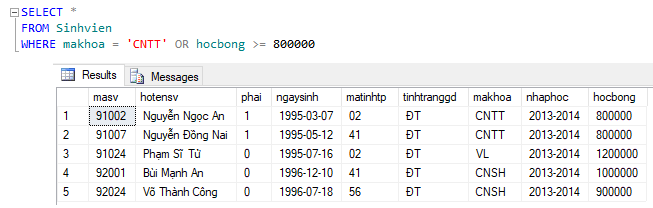 SELECT *
FROM Sinhvien
WHERE makhoa = 'CNTT' OR hocbong >= 800000
Results Messages
masv hotensv phai ngaysinh matinhtp tinhtranggd makhoa nhaphoc hocbong
1 91002 Nguyễn Ngọc An 1 1995-03-07 02 ĐT CNTT 2013-2014 800000
2 91007 Nguyễn Đồng Nai 1 1995-05-12 41 ĐT CNTT 2013-2014 800000
3 91024 Phạm Sĩ Tử 0 1995-07-16 02 ĐT VL 2013-2014 1200000
4 92001 Bùi Mạnh An 0 1996-12-10 41 ĐT CNSH 2013-2014 1000000
5 92024 Võ Thành Công 0 1996-07-18 56 ĐT CNSH 2013-2014 900000